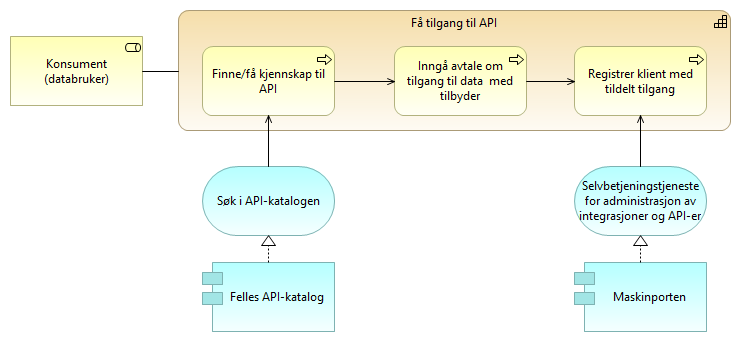 Få tilgang til API
Konsument
(databruker)
Finne/få kjennskap til
API
Inngå avtale om
tilgang til data  med
tilbyder
Registrer klient med
tildelt tilgang
Søk i API-katalogen
Selvbetjeningstjeneste
for administrasjon av
integrasjoner og API-er
Felles API-katalog
Maskinporten